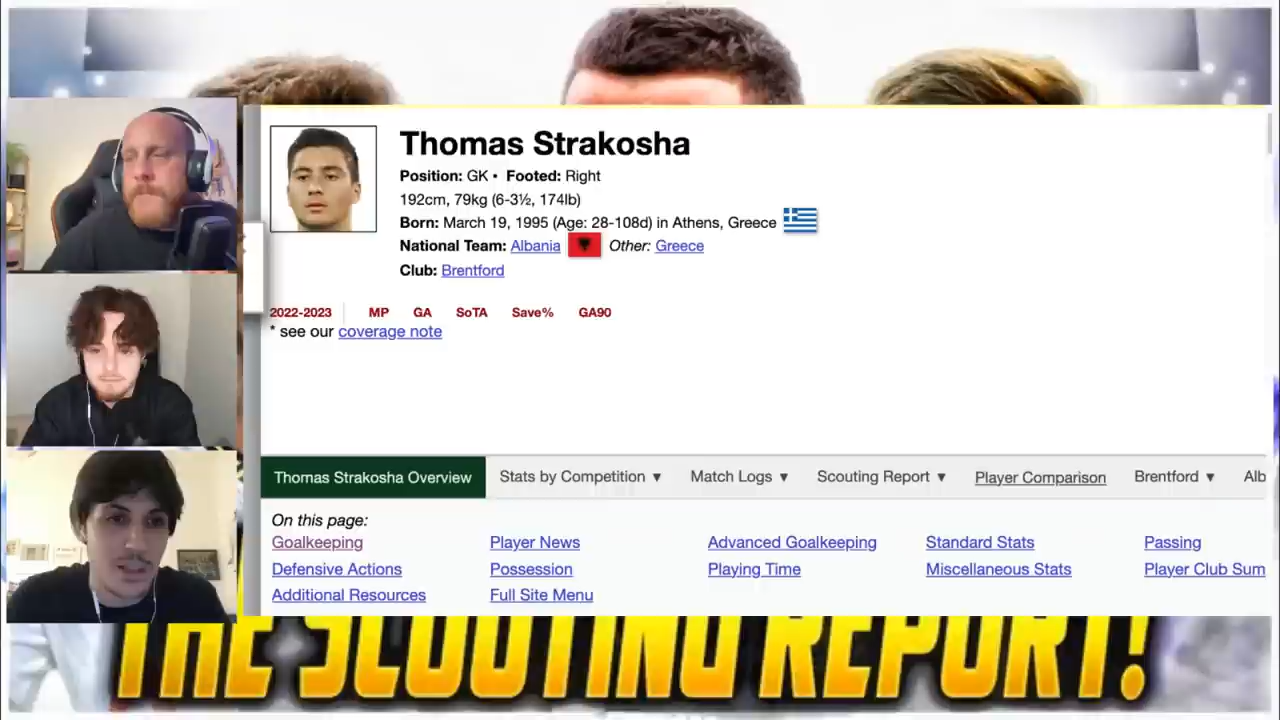 Thomas Strakosha
Position: GK • Footed: Right
192cm, 79kg (6-3½, 174lb)
Born: March 19, 1995 (Age: 28-108d) in Athens, Greece
National Team: Albania Other: Greece
Club: Brentford
2022-2023 MP GA SoTA Save% GA90
* see our coverage note
Thomas Strakosha Overview Stats by Competition ▼ Match Logs ▼ Scouting Report ▼ Player Comparison Brentford ▼ Alb
On this page:
Goalkeeping Player News Advanced Goalkeeping Standard Stats Passing
Defensive Actions Possession Playing Time Miscellaneous Stats Player Club Sum
Additional Resources Full Site Menu
THE SCOUTING REPORT!